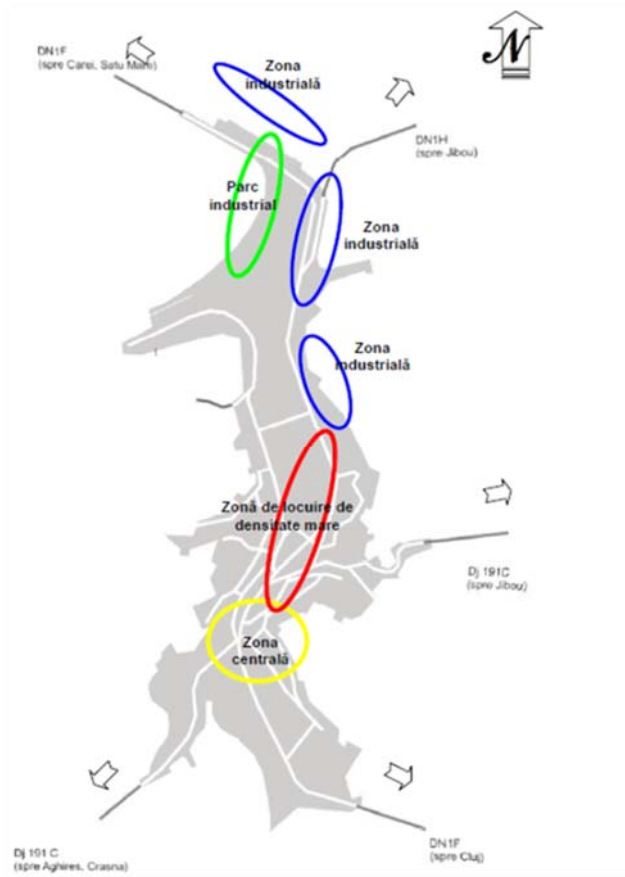 DN1F
(spre Carei, Satu Mare)
Zona
industrială
N
DN1H
(spre Jibou)
Parc
industrial
Zona
industrială
Zona
industrială
Zonă de locuire de
densitate mare
Dj 191C
(spre Jibou)
Zona
centrală
Dj 191 C
(spre Aghires, Crasna)
DN1F
(spre Cluj)